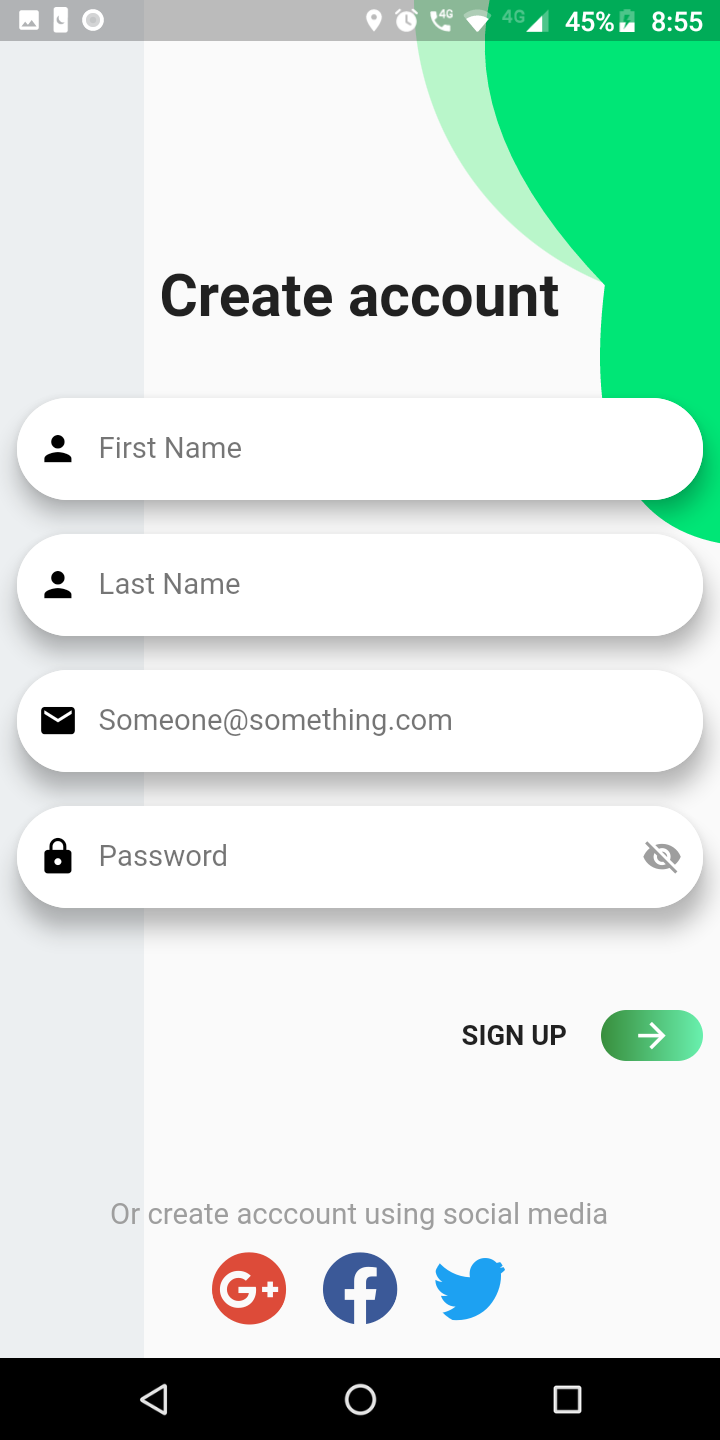 4G 4G 45% 8:55
Create account
First Name
Last Name
Someone@something.com
Password
SIGN UP
Or create acccount using social media
G+